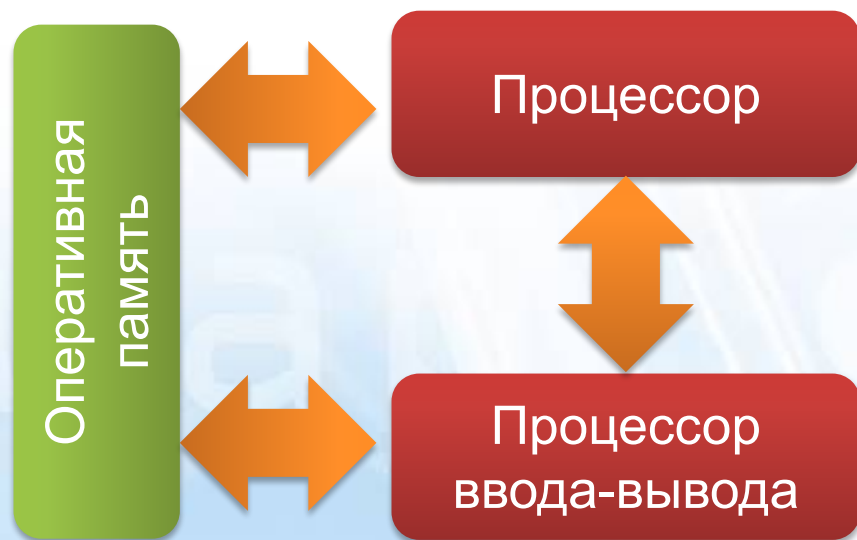 Оперативная
память
Процессор
Процессор
ввода-вывода